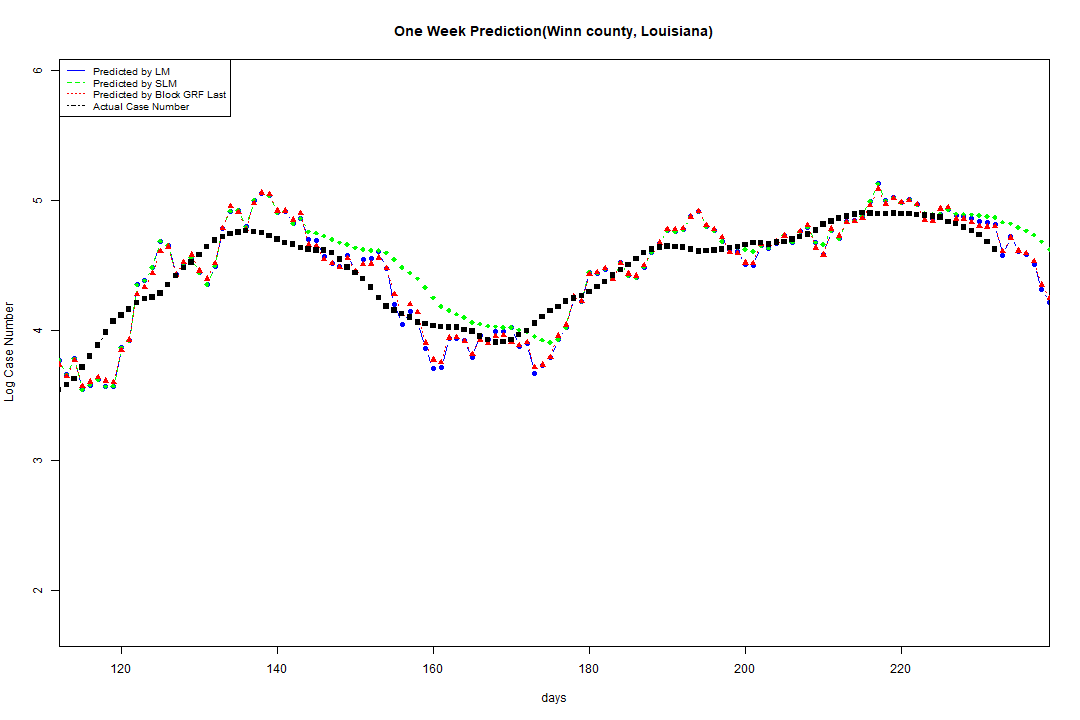 One Week Prediction(Winn county, Louisiana)
Predicted by LM
Predicted by SLM
Predicted by Block GRF Last
Actual Case Number
6
5
4
3
2
Log Case Number
120 140 160 180 200 220
days